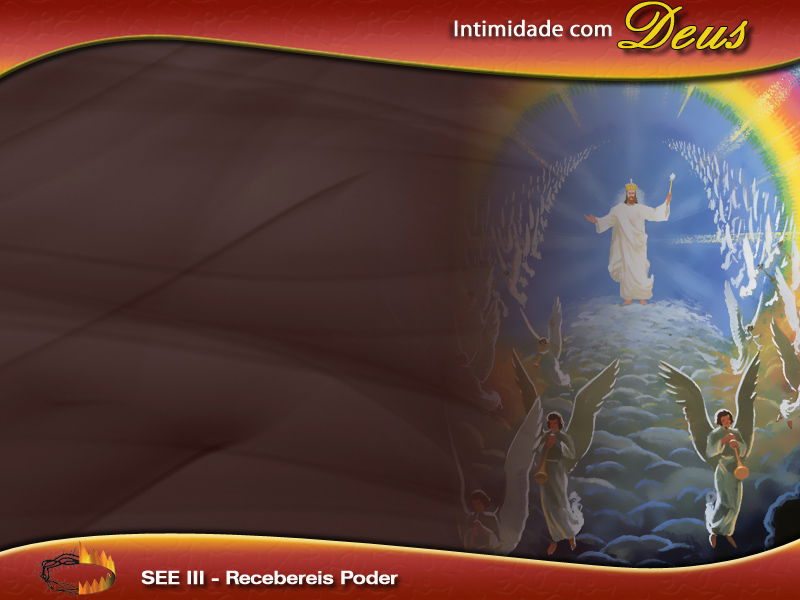 Intimidade com Deus
SEE III - Recebereis Poder